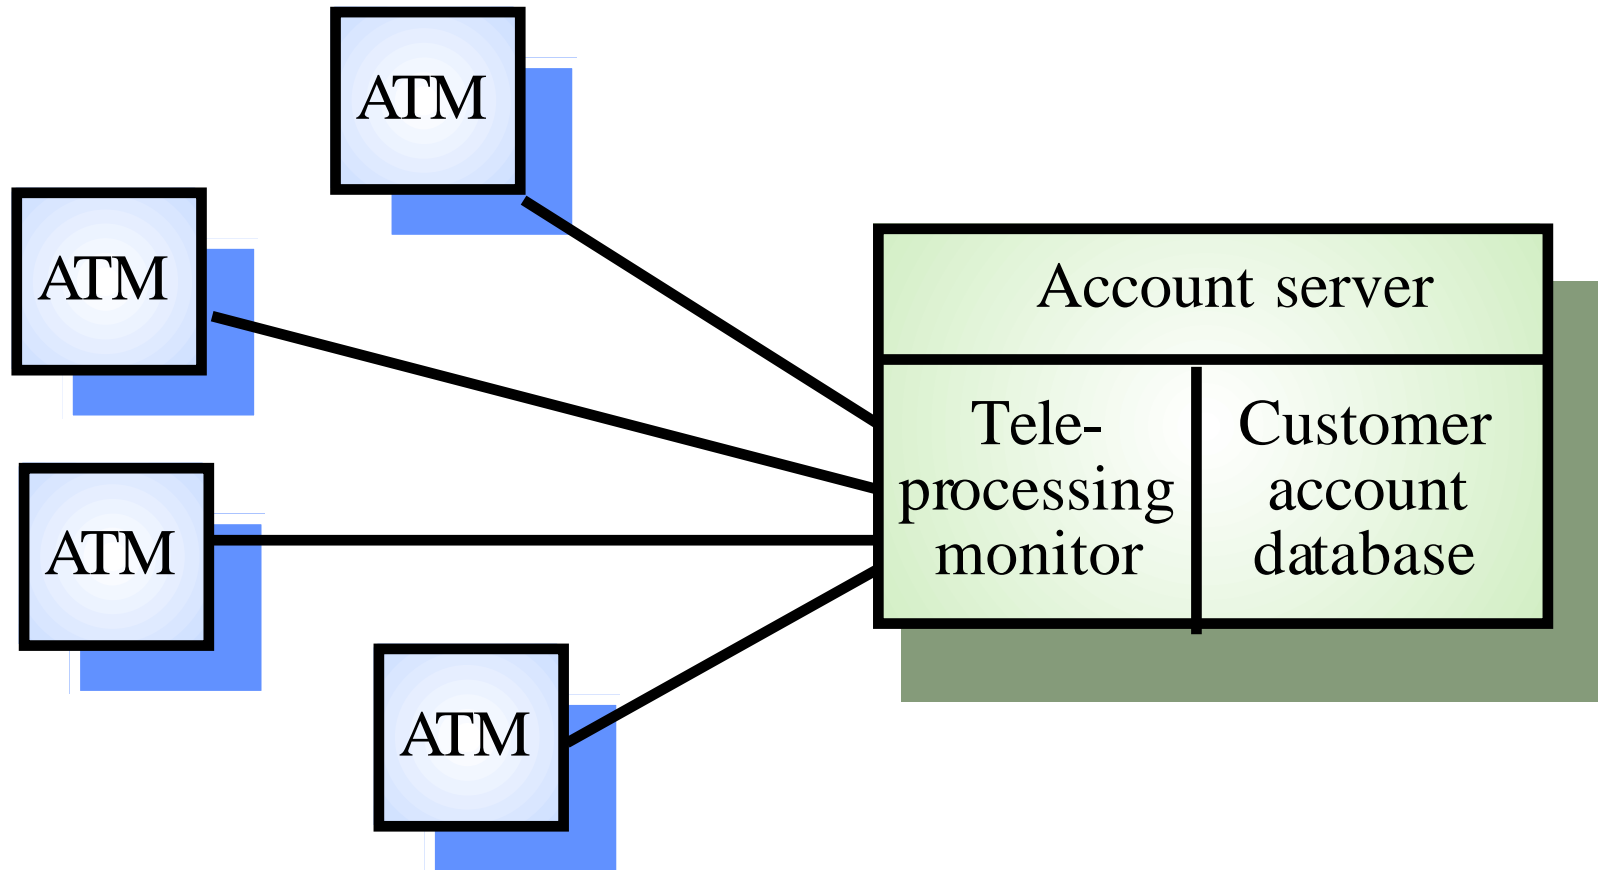 ATM
ATM
ATM
ATM
Account server
Tele-
processing
monitor
Customer
account
database